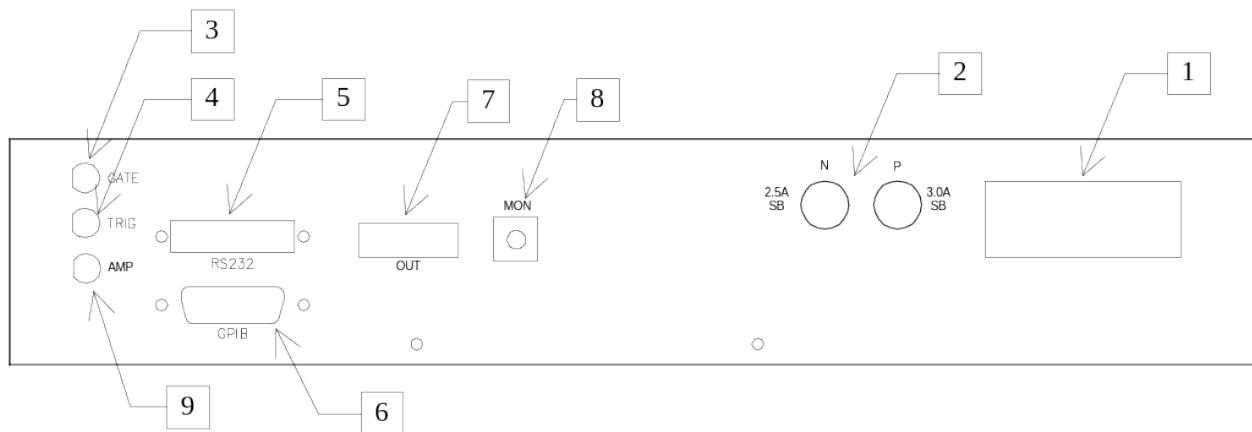 3
4
5
7
8
2
1
GATE
TRIG
AMP
RS232
GPIB
OUT
MON
N
P
2.5A
SB
3.0A
SB
9
6